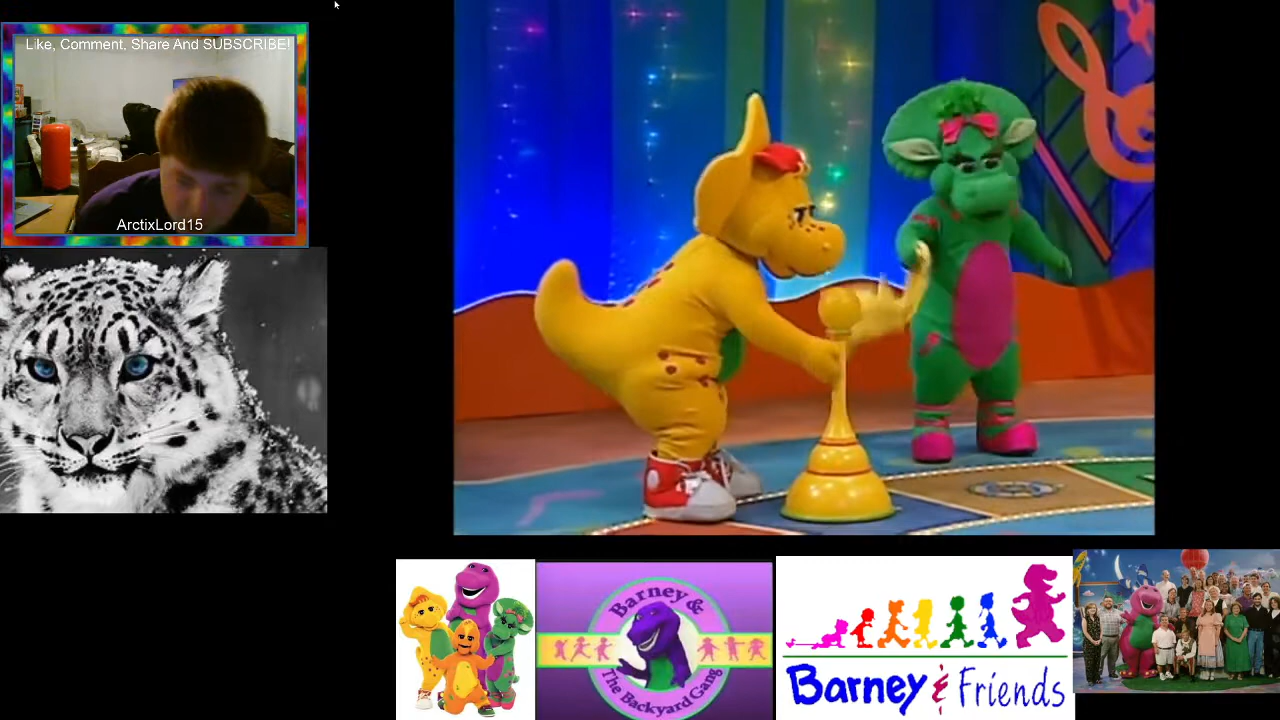 Like, Comment, Share And SUBSCRIBE!
ArctixLord15
Barney &
The Backyard Gang
Barney & Friends